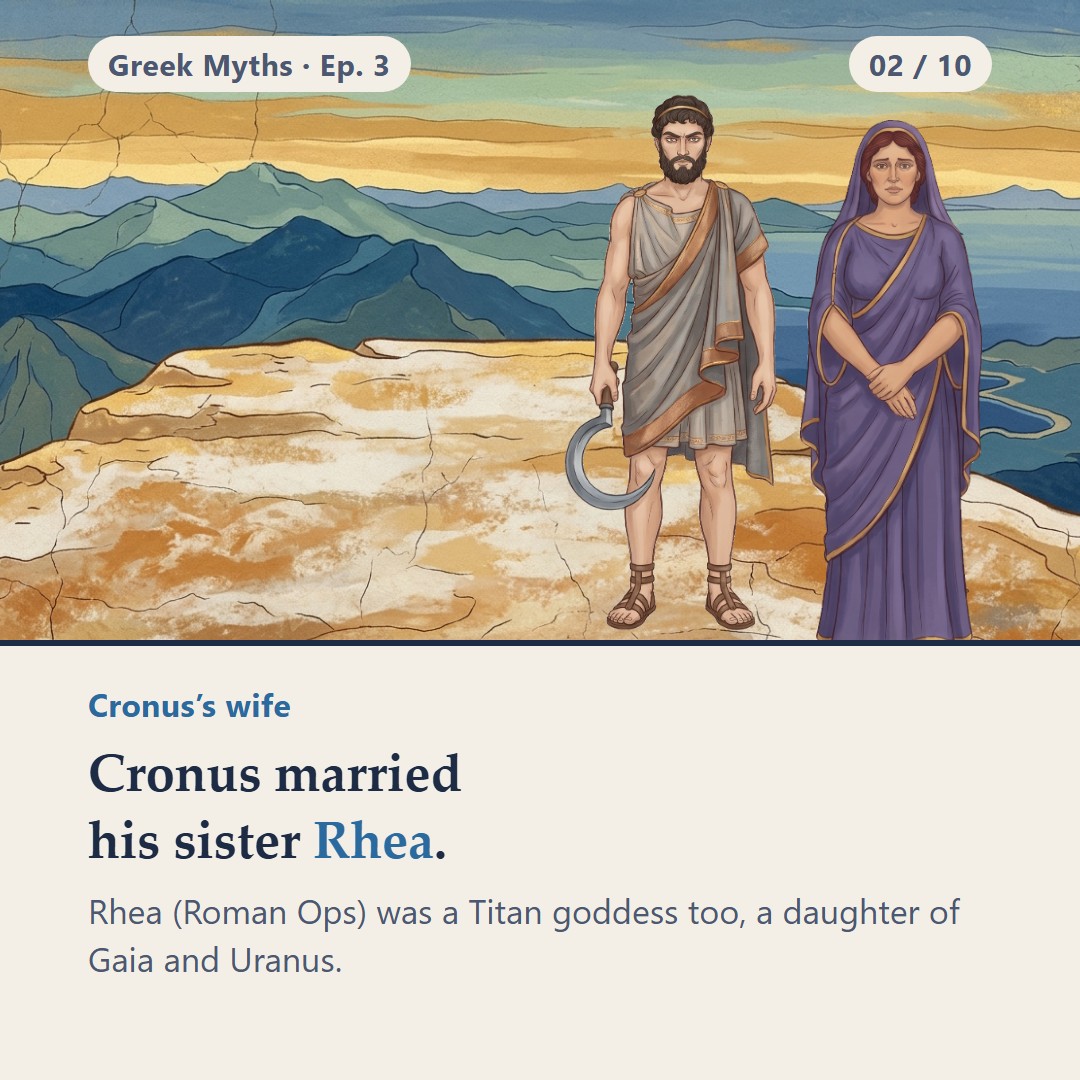 Greek Myths · Ep. 3
02 / 10
Cronus’s wife
Cronus married
his sister Rhea.
Rhea (Roman Ops) was a Titan goddess too, a daughter of
Gaia and Uranus.